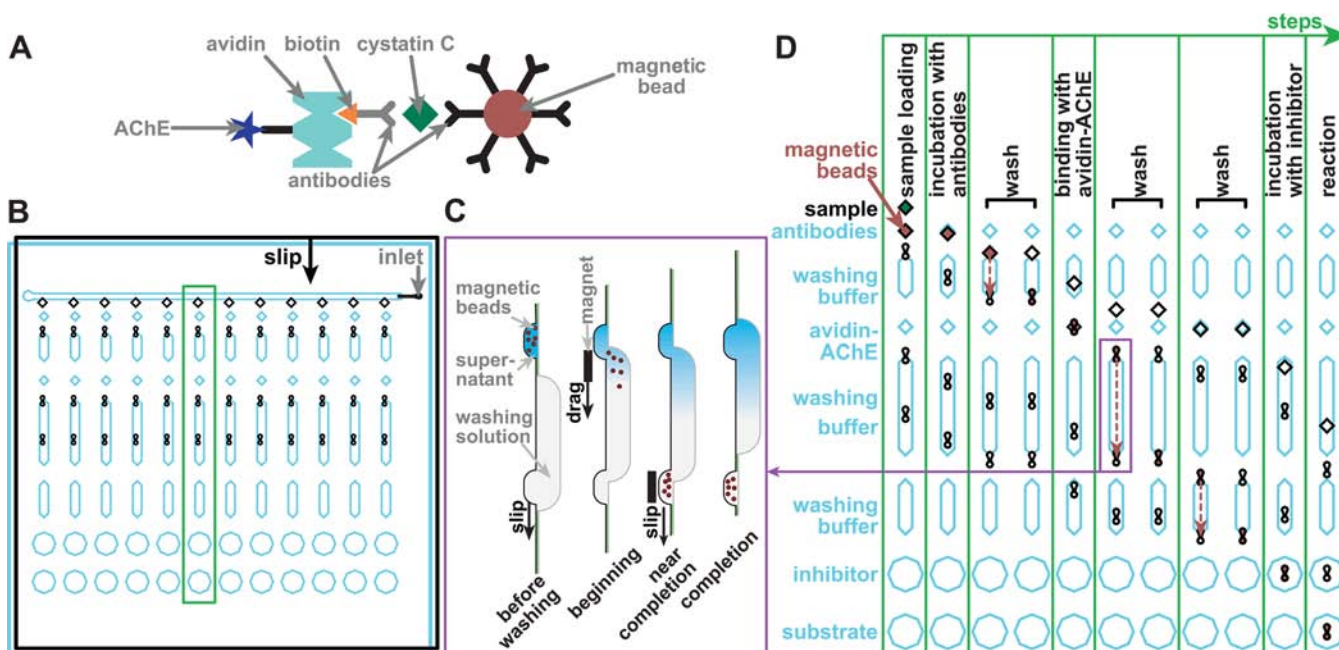 A
avidin
biotin
cystatin C
magnetic
bead
AChE
antibodies
B
slip
inlet
C
magnetic
beads
super-
natant
washing
solution
slip
magnet
drag
slip
before
washing
beginning
near
completion
completion
D
steps
sample loading
incubation with
antibodies
wash
binding with
avidin-AChE
wash
wash
incubation
with inhibitor
reaction
magnetic
beads
sample
antibodies
washing
buffer
avidin-
AChE
washing
buffer
washing
buffer
inhibitor
substrate